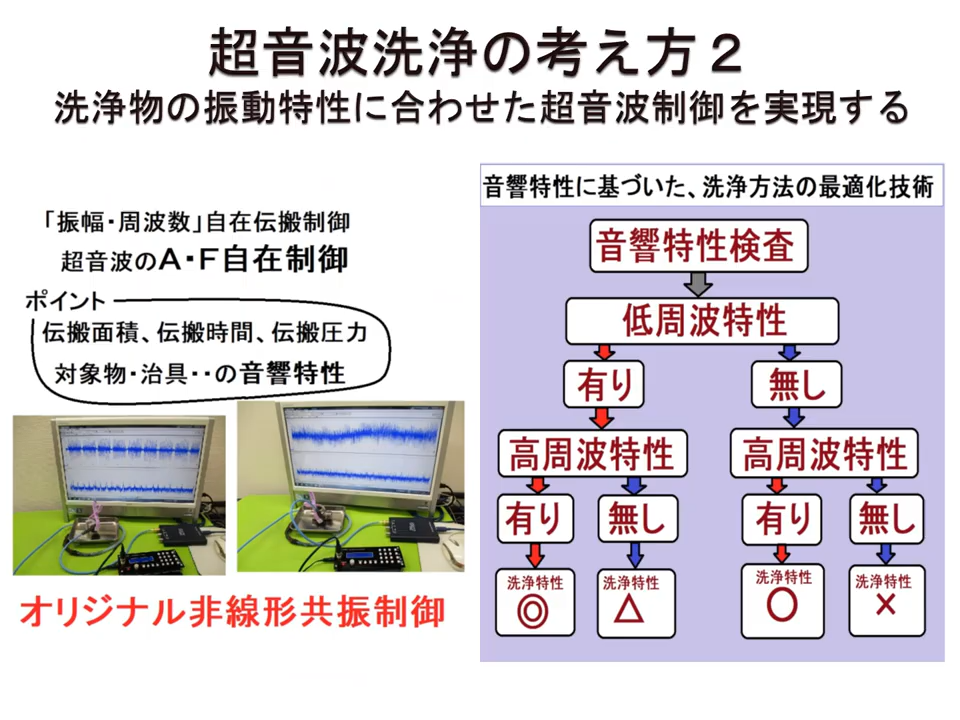 超音波洗浄の考え方２
洗浄物の振動特性に合わせた超音波制御を実現する
「振幅・周波数」自在伝搬制御
超音波のA・F自在制御
ポイント
伝搬面積、伝搬時間、伝搬圧力
対象物・治具・・の音響特性
オリジナル非線形共振制御
音響特性に基づいた、洗浄方法の最適化技術
音響特性検査
低周波特性
有り
無し
高周波特性
高周波特性
有り
無し
有り
無し
洗浄特性
◎
洗浄特性
△
洗浄特性
○
洗浄特性
×